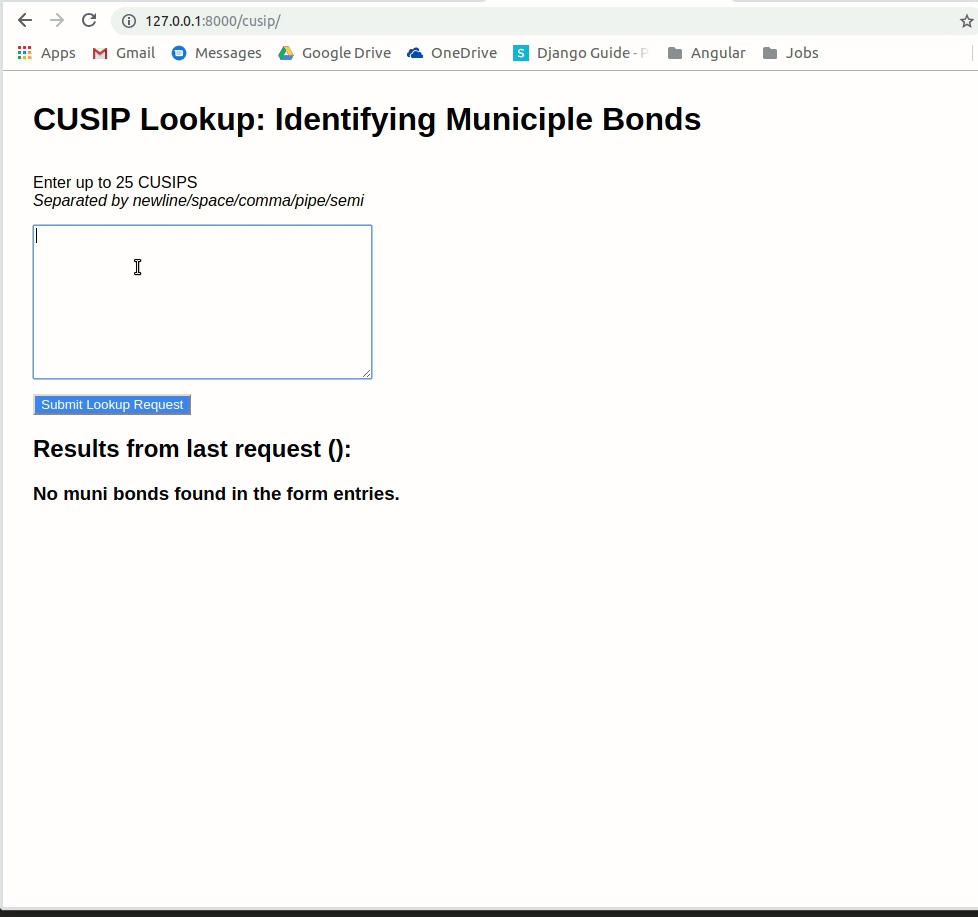 127.0.0.1:8000/cusip/
Apps Gmail Messages Google Drive OneDrive S Django Guide - P Angular Jobs
CUSIP Lookup: Identifying Municiple Bonds
Enter up to 25 CUSIPS
Separated by newline/space/comma/pipe/semi
Submit Lookup Request
Results from last request ():
No muni bonds found in the form entries.